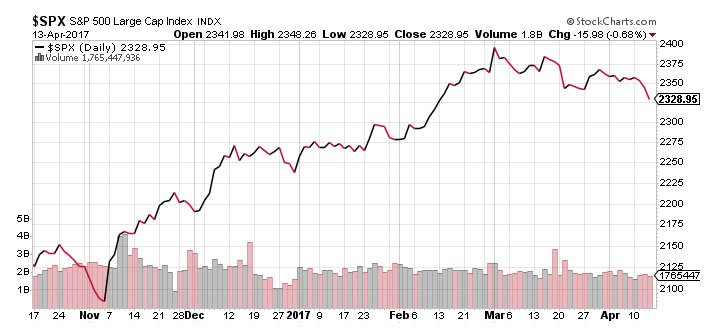 $SPX S&P 500 Large Cap Index INDX © StockCharts.com
13-Apr-2017 Open 2341.98 High 2348.26 Low 2328.95 Close 2328.95 Volume 1.8B Chg -15.98 (-0.68%)
$SPX (Daily) 2328.95
Volume 1,765,447,936
2400
2375
2350
2328.95
2300
2275
2250
2225
2200
2175
5B
4B
2150
3B
2125
2B
1765447
1B
2100
17 24 Nov 7 14 21 28 Dec 12 19 27 2017 9 17 23 Feb 6 13 21 Mar 6 13 20 27 Apr 10